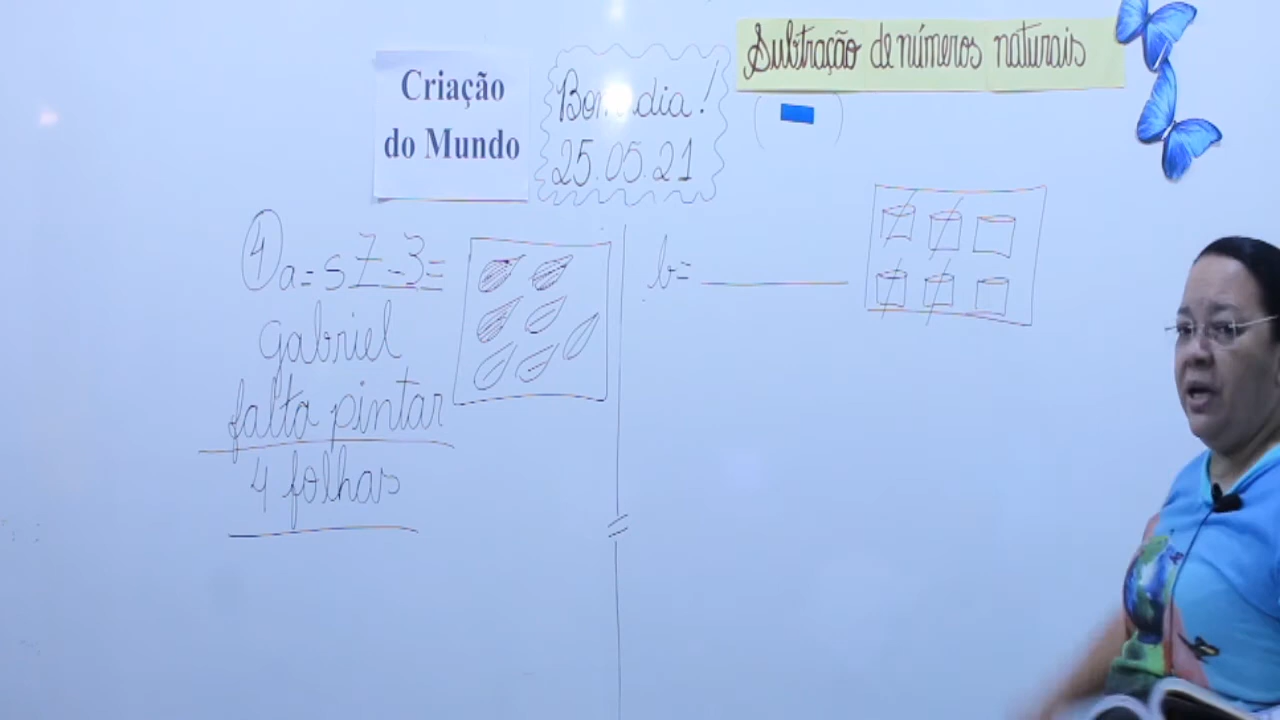 Criação
do Mundo
Bom dia!
25.05.21
Subtração de números naturais
(-)
1 a = s 7 - 3 =
gabriel
falta pintar
4 folhas
b =